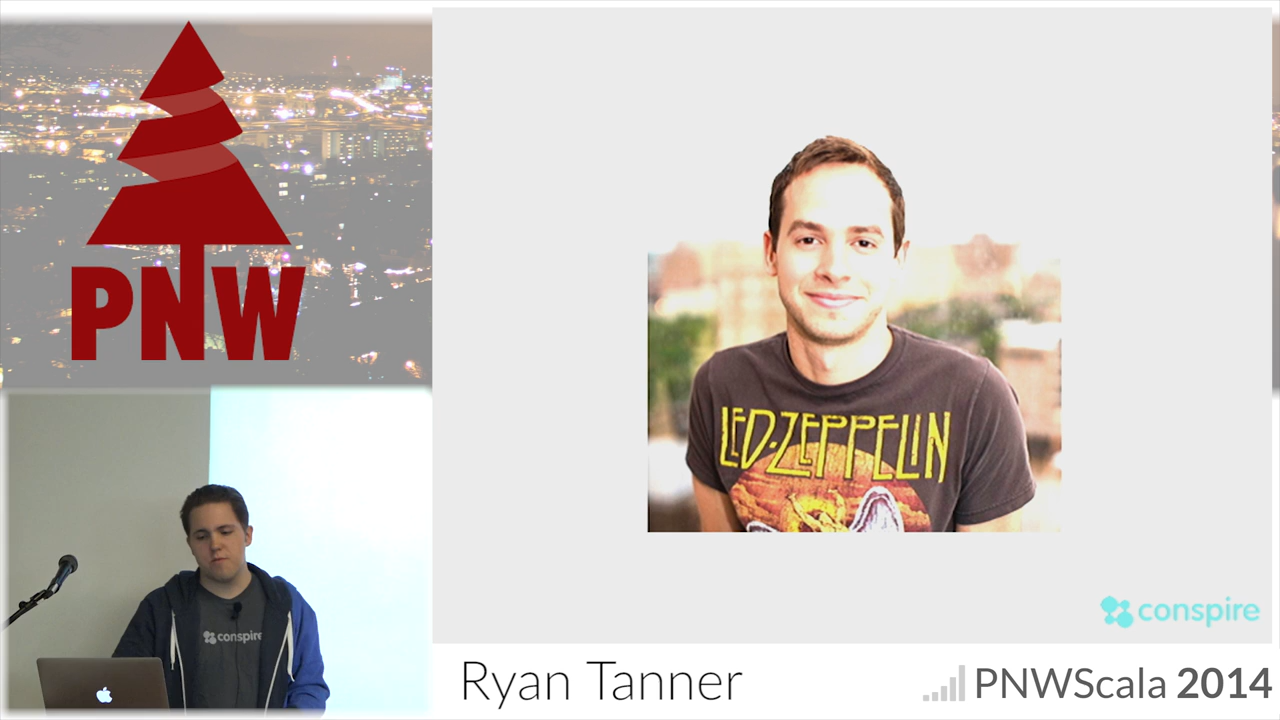 PNW
LED-ZEPPELIN
conspire
conspire
Ryan Tanner
PNWScala 2014